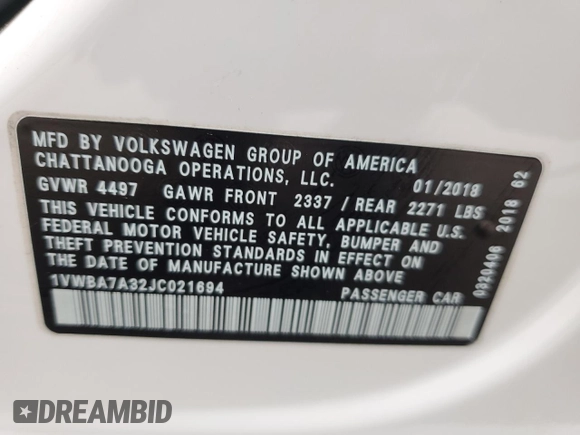 MFD BY VOLKSWAGEN GROUP OF AMERICA
CHATTANOOGA OPERATIONS, LLC. 01/2018
GVWR 4497 GAWR FRONT 2337 / REAR 2271 LBS
THIS VEHICLE CONFORMS TO ALL APPLICABLE U.S.
FEDERAL MOTOR VEHICLE SAFETY, BUMPER AND
THEFT PREVENTION STANDARDS IN EFFECT ON
THE DATE OF MANUFACTURE SHOWN ABOVE
1VWBA7A32JC021694 PASSENGER CAR
0320406 2018 62
DREAMBID